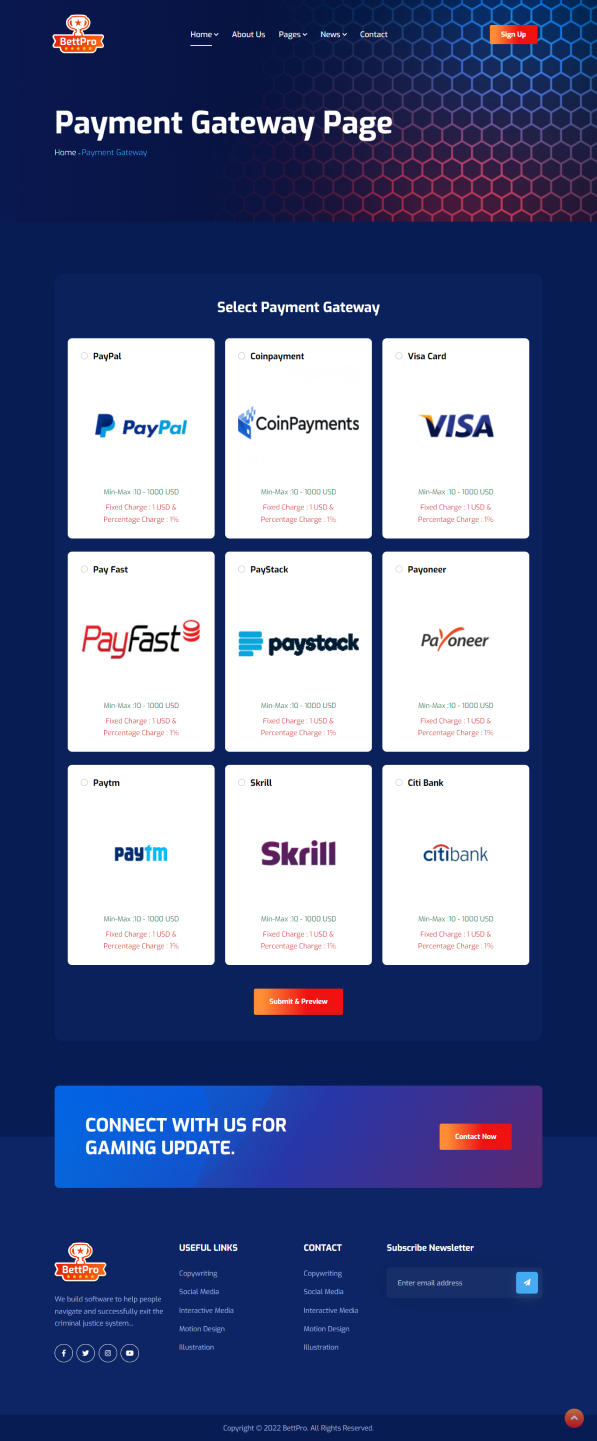 BettPro
Home
About Us
Pages
News
Contact
Sign Up
Payment Gateway Page
Home - Payment Gateway
Select Payment Gateway
PayPal
PayPal
Min-Max :10 - 1000 USD
Fixed Charge : 1 USD &
Percentage Charge : 1%
Coinpayment
CoinPayments
Min-Max :10 - 1000 USD
Fixed Charge : 1 USD &
Percentage Charge : 1%
Visa Card
VISA
Min-Max :10 - 1000 USD
Fixed Charge : 1 USD &
Percentage Charge : 1%
Pay Fast
PayFast
Min-Max :10 - 1000 USD
Fixed Charge : 1 USD &
Percentage Charge : 1%
PayStack
paystack
Min-Max :10 - 1000 USD
Fixed Charge : 1 USD &
Percentage Charge : 1%
Payoneer
Payoneer
Min-Max :10 - 1000 USD
Fixed Charge : 1 USD &
Percentage Charge : 1%
Paytm
paytm
Min-Max :10 - 1000 USD
Fixed Charge : 1 USD &
Percentage Charge : 1%
Skrill
Skrill
Min-Max :10 - 1000 USD
Fixed Charge : 1 USD &
Percentage Charge : 1%
Citi Bank
citibank
Min-Max :10 - 1000 USD
Fixed Charge : 1 USD &
Percentage Charge : 1%
Submit & Preview
CONNECT WITH US FOR
GAMING UPDATE.
Contact Now
BettPro
We build software to help people
navigate and successfully exit the
criminal justice system...
USEFUL LINKS
Copywriting
Social Media
Interactive Media
Motion Design
Illustration
CONTACT
Copywriting
Social Media
Interactive Media
Motion Design
Illustration
Subscribe Newsletter
Enter email address
Copyright © 2022 BettPro. All Rights Reserved.